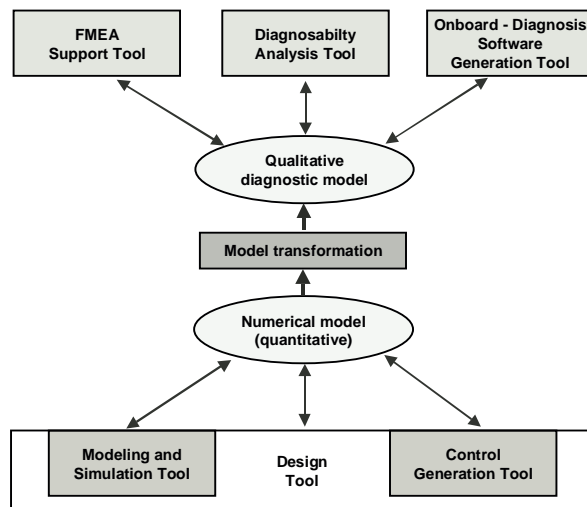 FMEA
Support Tool
Diagnosabilty
Analysis Tool
Onboard - Diagnosis
Software
Generation Tool
Qualitative
diagnostic model
Model transformation
Numerical model
(quantitative)
Modeling and
Simulation Tool
Design
Tool
Control
Generation Tool